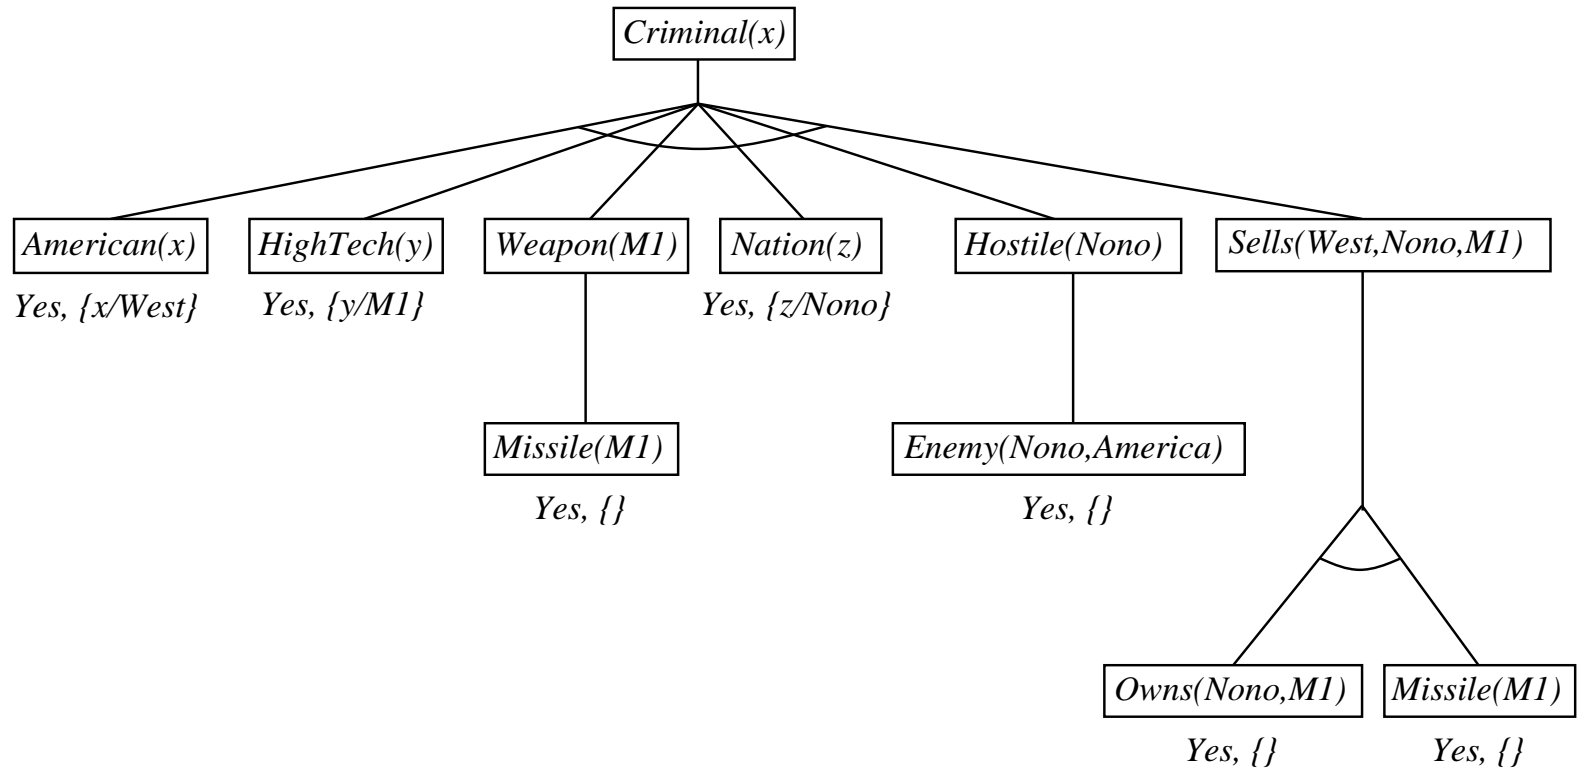 Criminal(x)
American(x) HighTech(y) Weapon(M1) Nation(z) Hostile(Nono) Sells(West,Nono,M1)
Yes, {x/West} Yes, {y/M1} Yes, {z/Nono}
Missile(M1) Enemy(Nono,America)
Yes, {} Yes, {}
Owns(Nono,M1) Missile(M1)
Yes, {} Yes, {}